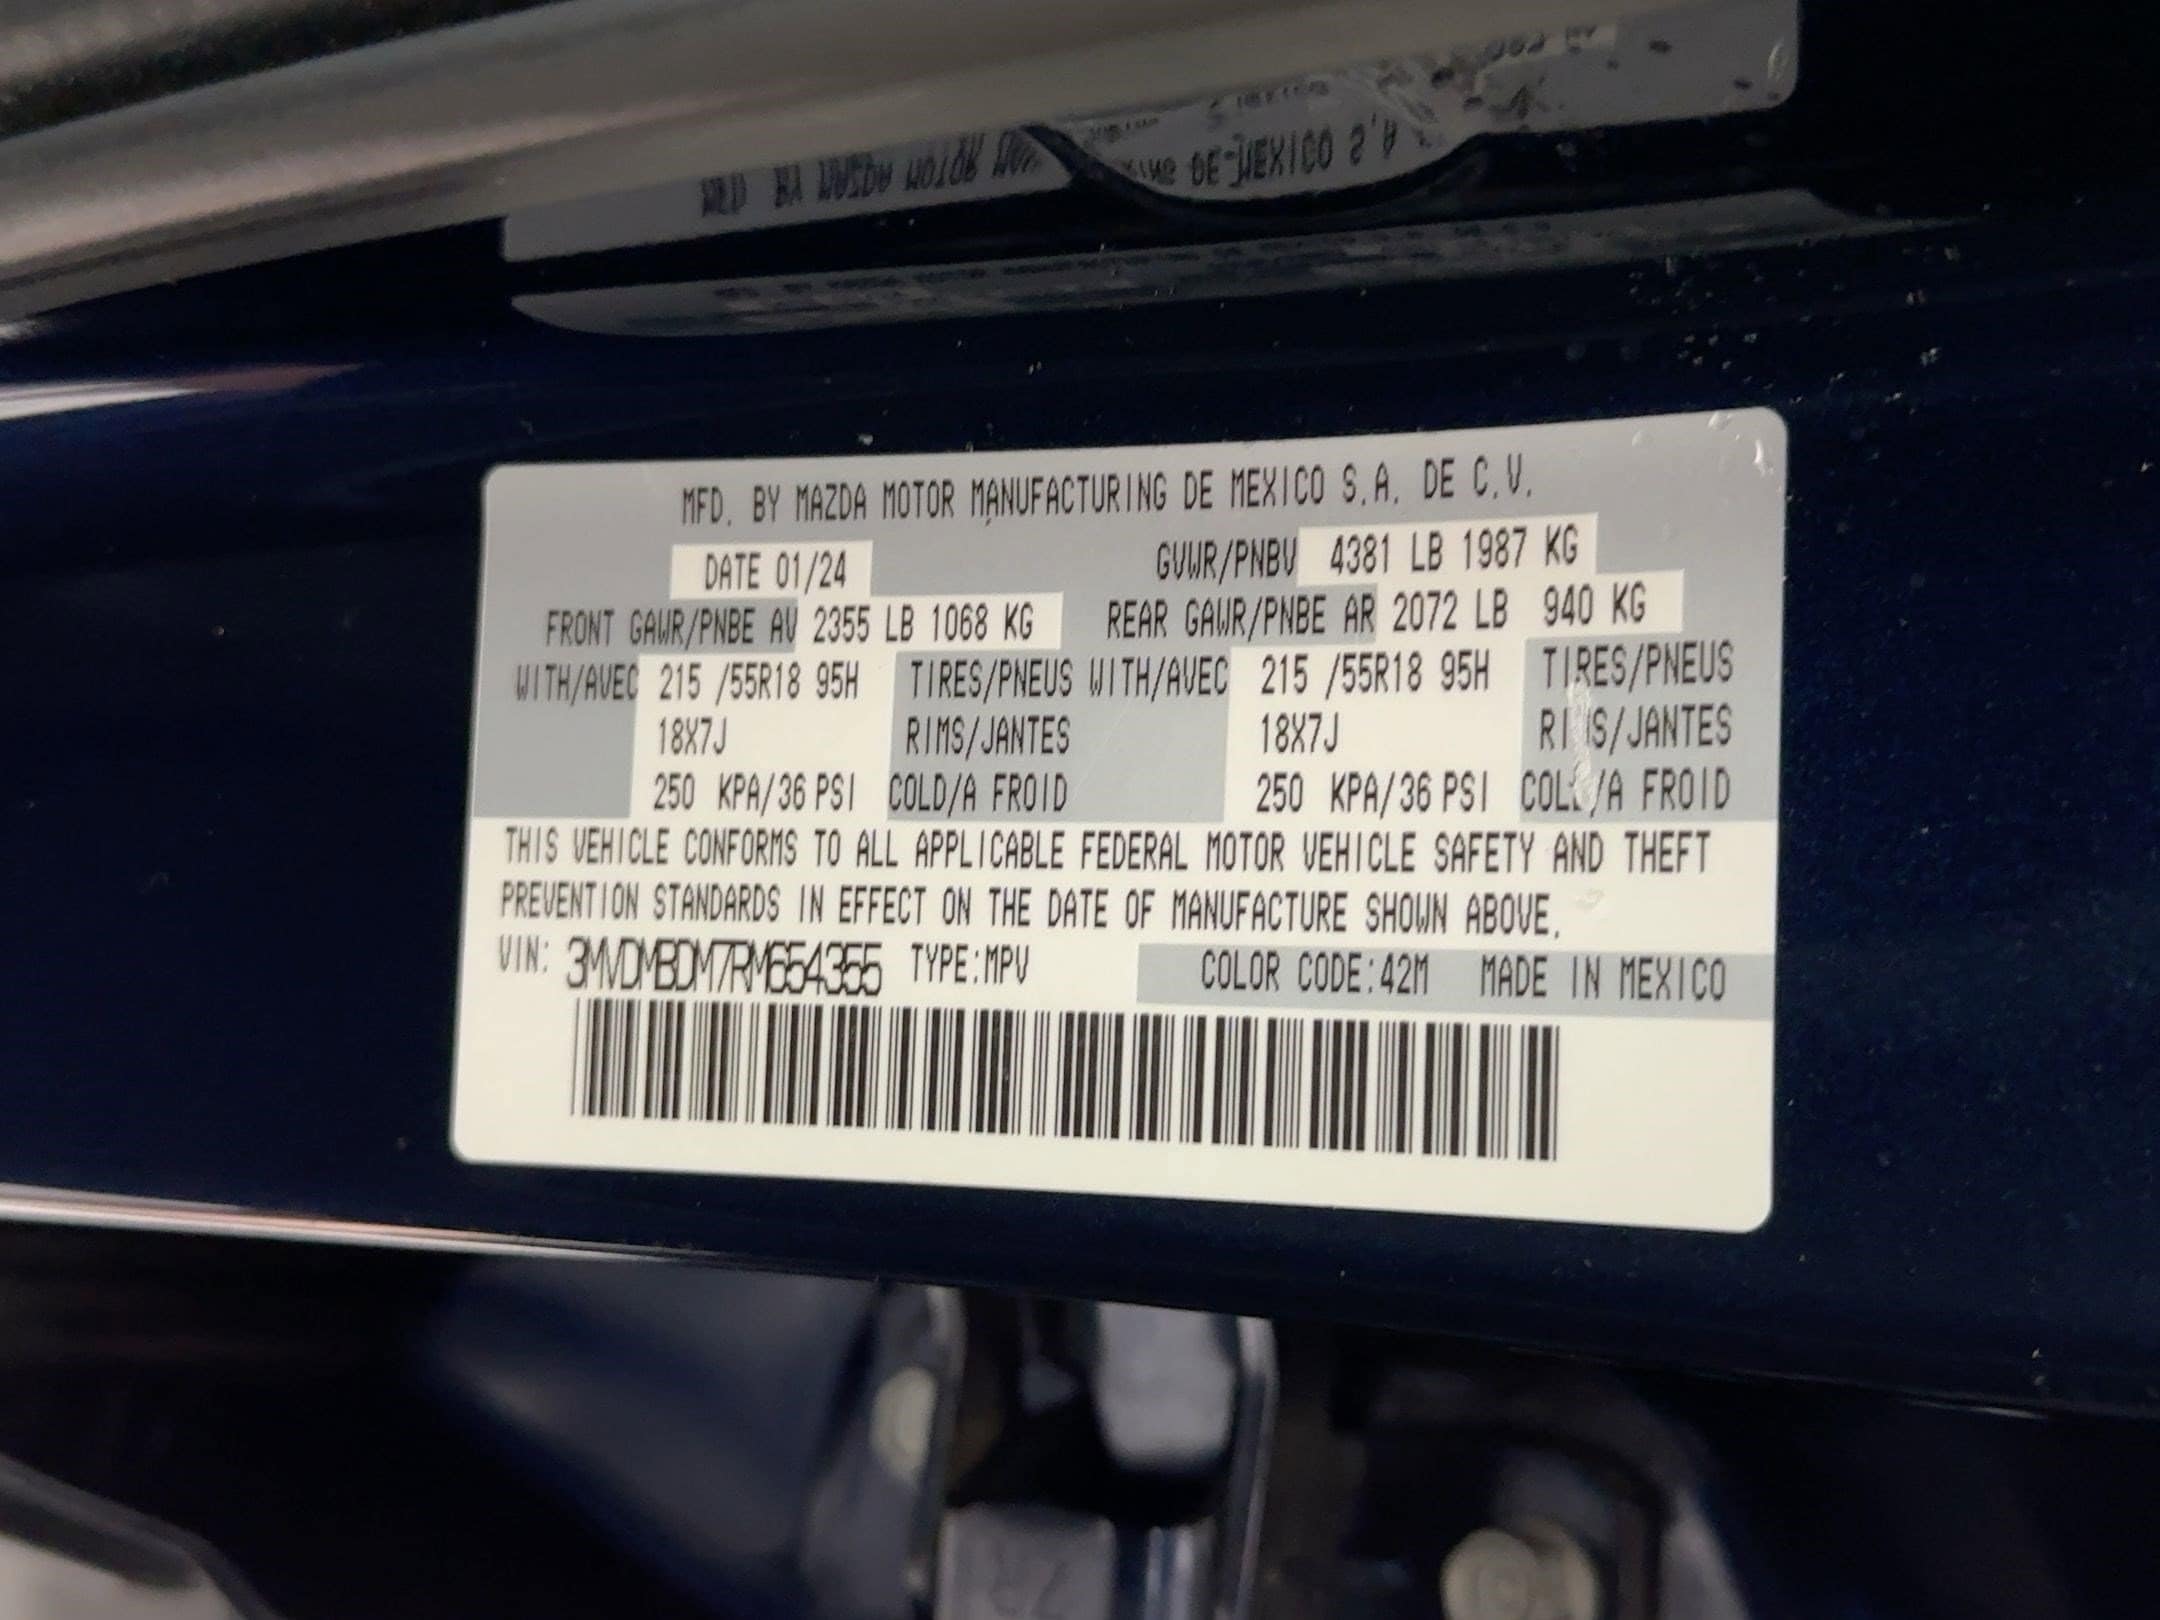 MFD. BY MAZDA MOTOR MANUFACTURING DE MEXICO S.A. DE C.V.
DATE 01/24 GVWR/PNBV 4381 LB 1987 KG
FRONT GAWR/PNBE AV 2355 LB 1068 KG REAR GAWR/PNBE AR 2072 LB 940 KG
WITH/AVEC 215 /55R18 95H TIRES/PNEUS WITH/AVEC 215 /55R18 95H TIRES/PNEUS
18X7J RIMS/JANTES 18X7J RIMS/JANTES
250 KPA/36 PSI COLD/A FROID 250 KPA/36 PSI COLD/A FROID
THIS VEHICLE CONFORMS TO ALL APPLICABLE FEDERAL MOTOR VEHICLE SAFETY AND THEFT
PREVENTION STANDARDS IN EFFECT ON THE DATE OF MANUFACTURE SHOWN ABOVE.
VIN: 3MVDMBDM7RM654355 TYPE:MPV COLOR CODE:42M MADE IN MEXICO